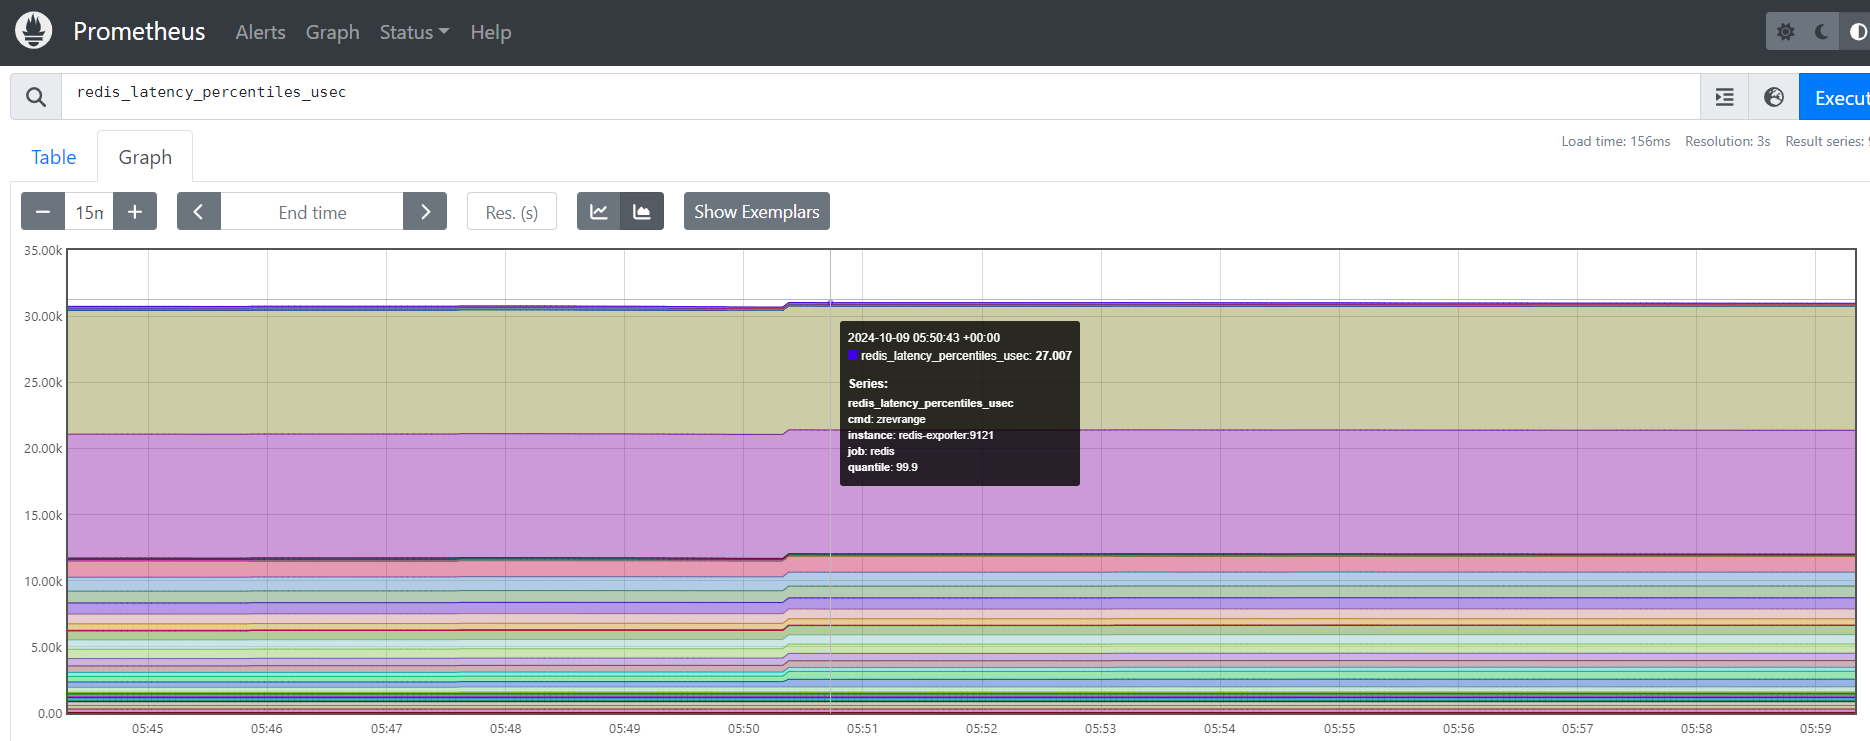 Prometheus Alerts Graph Status Help
redis_latency_percentiles_usec
Execut
Load time: 156ms Resolution: 3s Result series:
Table Graph
15m End time Res. (s) Show Exemplars
35.00k
30.00k
25.00k
20.00k
15.00k
10.00k
5.00k
0.00
2024-10-09 05:50:43 +00:00
redis_latency_percentiles_usec: 27.007
Series:
redis_latency_percentiles_usec
cmd: zrevrange
instance: redis-exporter:9121
job: redis
quantile: 99.9
05:45 05:46 05:47 05:48 05:49 05:50 05:51 05:52 05:53 05:54 05:55 05:56 05:57 05:58 05:59